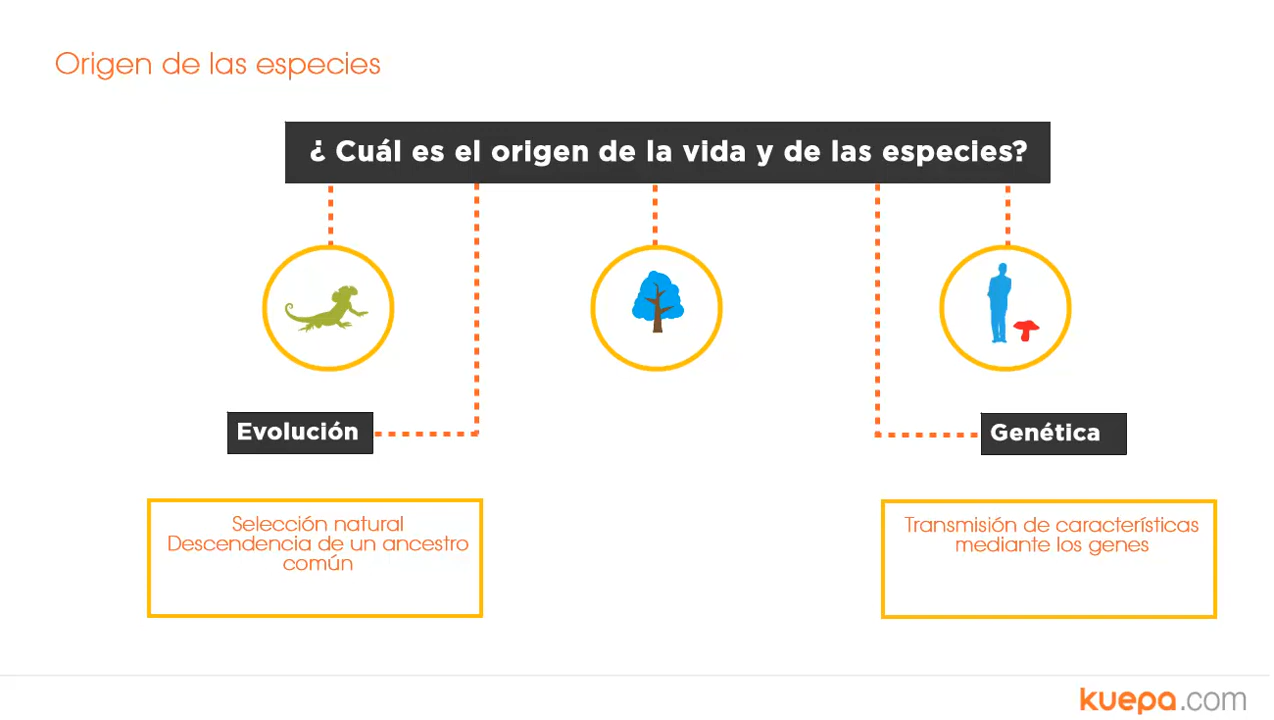 Origen de las especies
¿ Cuál es el origen de la vida y de las especies?
Evolución
Genética
Selección natural
Descendencia de un ancestro
común
Transmisión de características
mediante los genes
kuepa.com